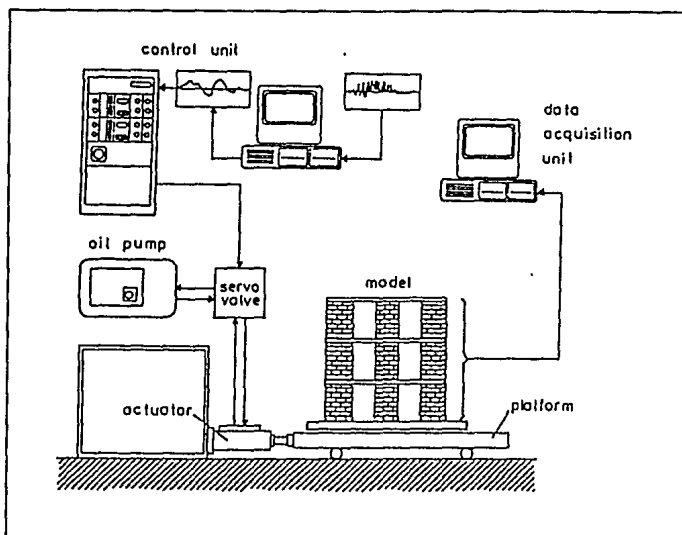 control unit
data
acquisition
unit
oil pump
servo
valve
model
actuator
platform